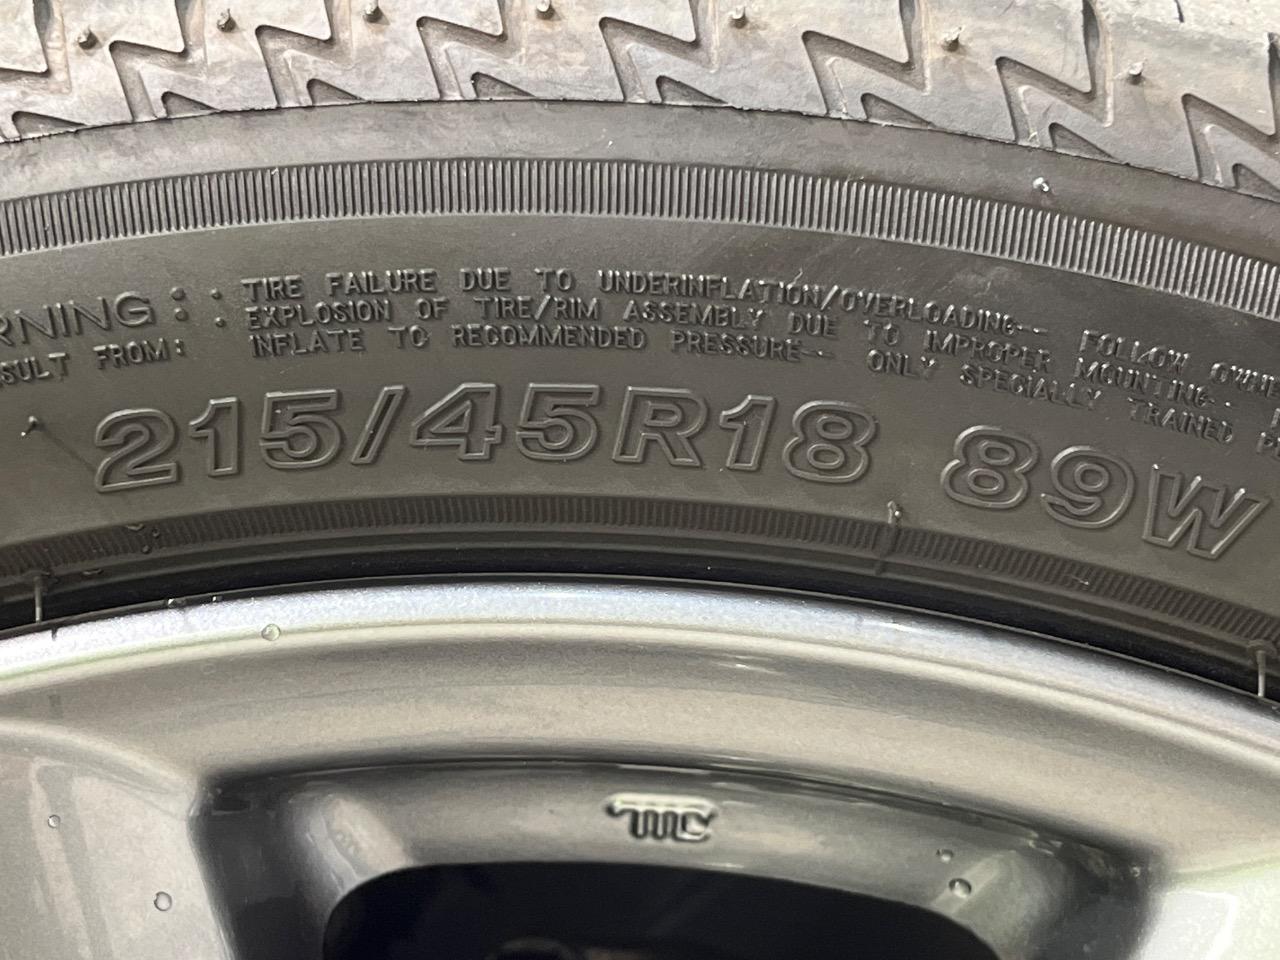 RNING: : TIRE FAILURE DUE TO UNDERINFLATION/OVERLOADING-- FOLLOW OWNE
EXPLOSION OF TIRE/RIM ASSEMBLY DUE TO IMPROPER MOUNTING--
SULT FROM: INFLATE TO RECOMMENDED PRESSURE-- ONLY SPECIALLY TRAINED P
215/45R18 89W